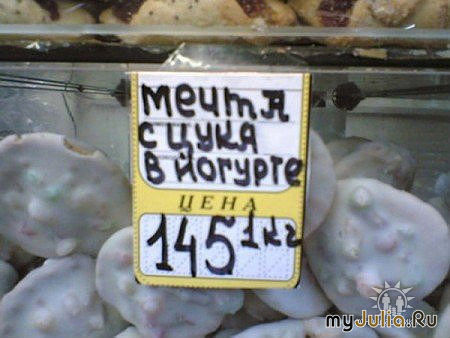 мечтА
с цукА
в йогурте
ЦЕНА
145 1кг
myJulia.Ru